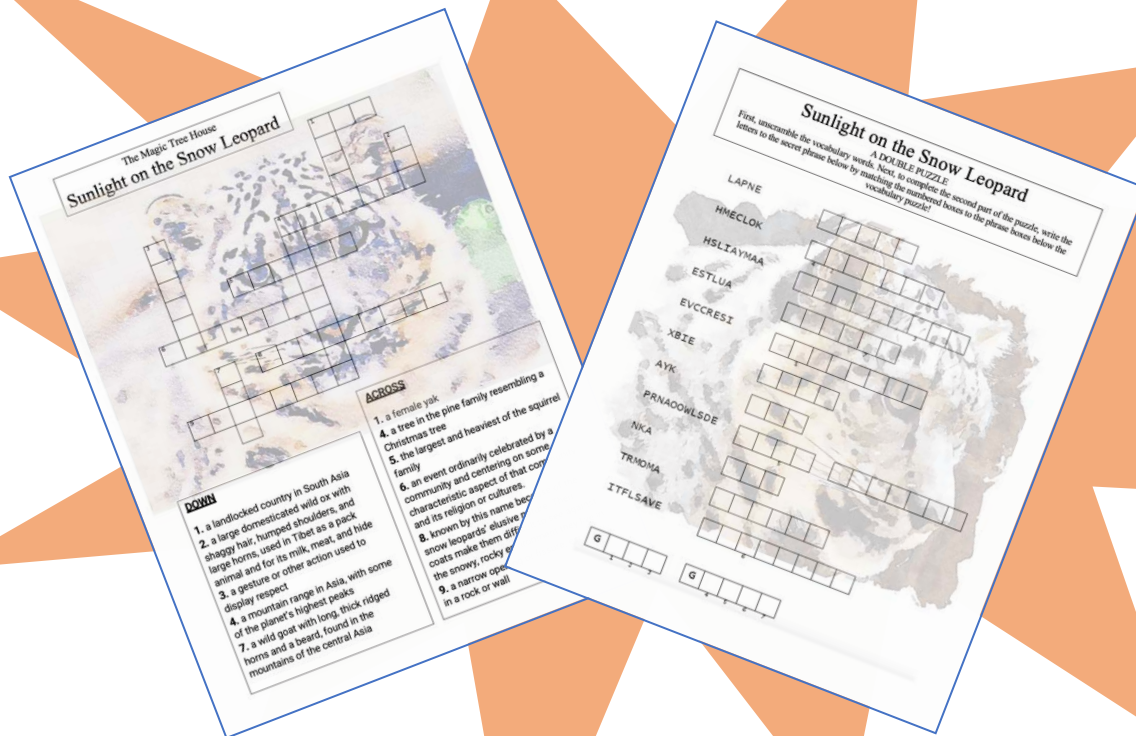 The Magic Tree House
Sunlight on the Snow Leopard
DOWN
1. a landlocked country in South Asia
2. a large domesticated wild ox with
shaggy hair, humped shoulders, and
large horns, used in Tibet as a pack
animal and for its milk, meat, and hide
3. a gesture or other action used to
display respect
4. a mountain range in Asia, with some
of the planet's highest peaks
7. a wild goat with long, thick ridged
horns and a beard, found in the
mountains of the central Asia
ACROSS
1. a female yak
4. a tree in the pine family resembling a
Christmas tree
5. the largest and heaviest of the squirrel
family
6. an event ordinarily celebrated by a
community and centering on some
characteristic aspect of that com
and its religion or cultures.
8. known by this name bec
snow leopards' elusive
coats make them diff
the snowy, rocky
9. a narrow ope
in a rock or wall
Sunlight on the Snow Leopard
A DOUBLE PUZZLE
First, unscramble the vocabulary words. Next, to complete the second part of the puzzle, write the
letters to the secret phrase below by matching the numbered boxes to the phrase boxes below the
vocabulary puzzle!
LAPNE
HMECLOK
HSLIAYMAA
ESTLUA
EVCCRESI
XBIE
AYK
PRNAOOWLSDE
NKA
TRMOMA
ITFLSAVE
G
G